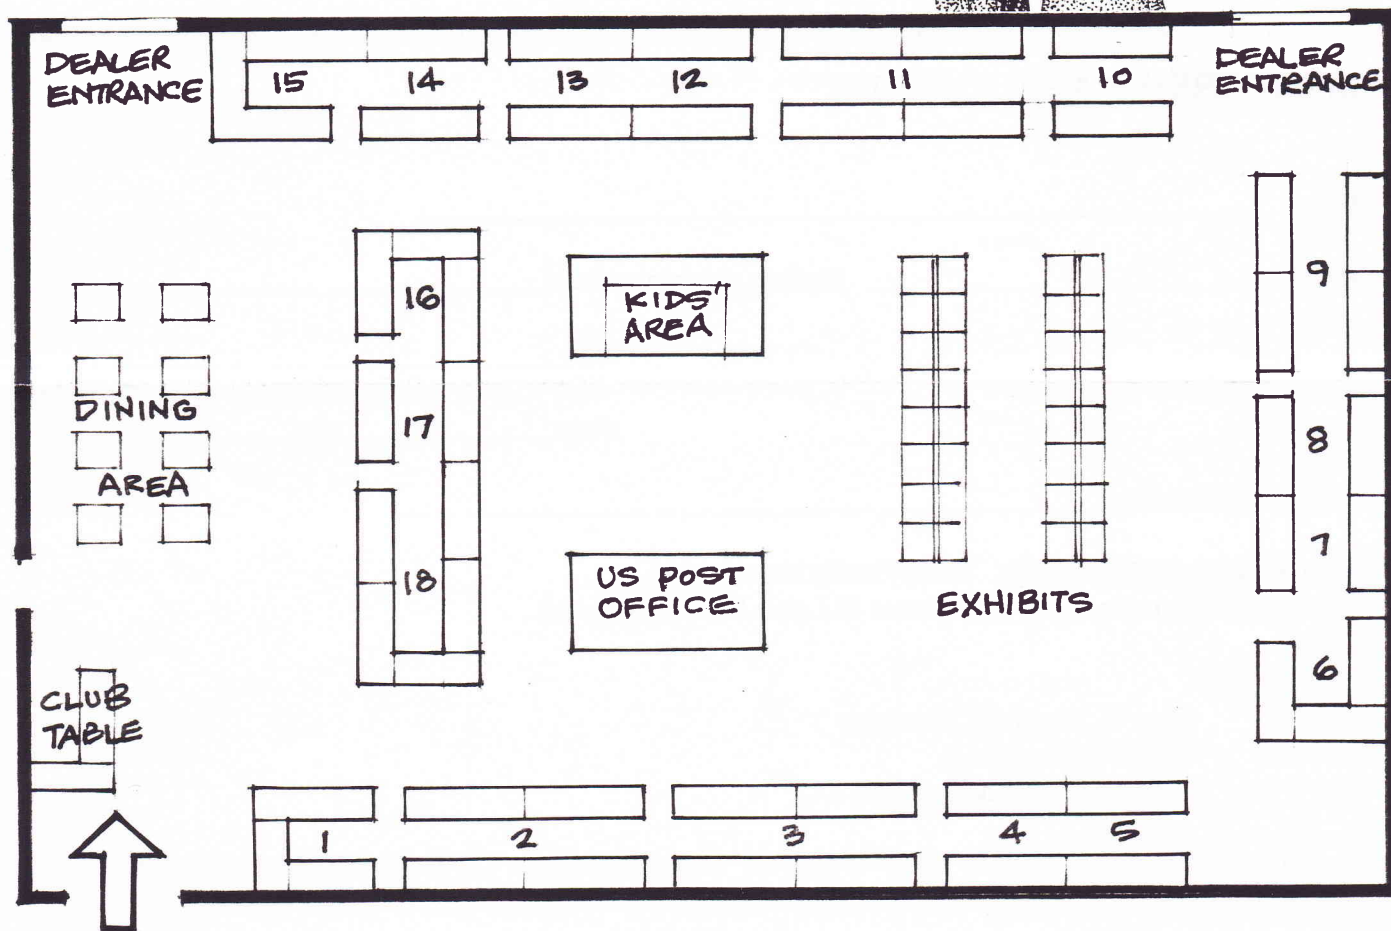 DEALER
ENTRANCE
15
14
13
12
11
10
DEALER
ENTRANCE
9
16
KIDS'
AREA
DINING
17
8
AREA
7
18
US POST
OFFICE
EXHIBITS
6
CLUB
TABLE
1
2
3
4
5